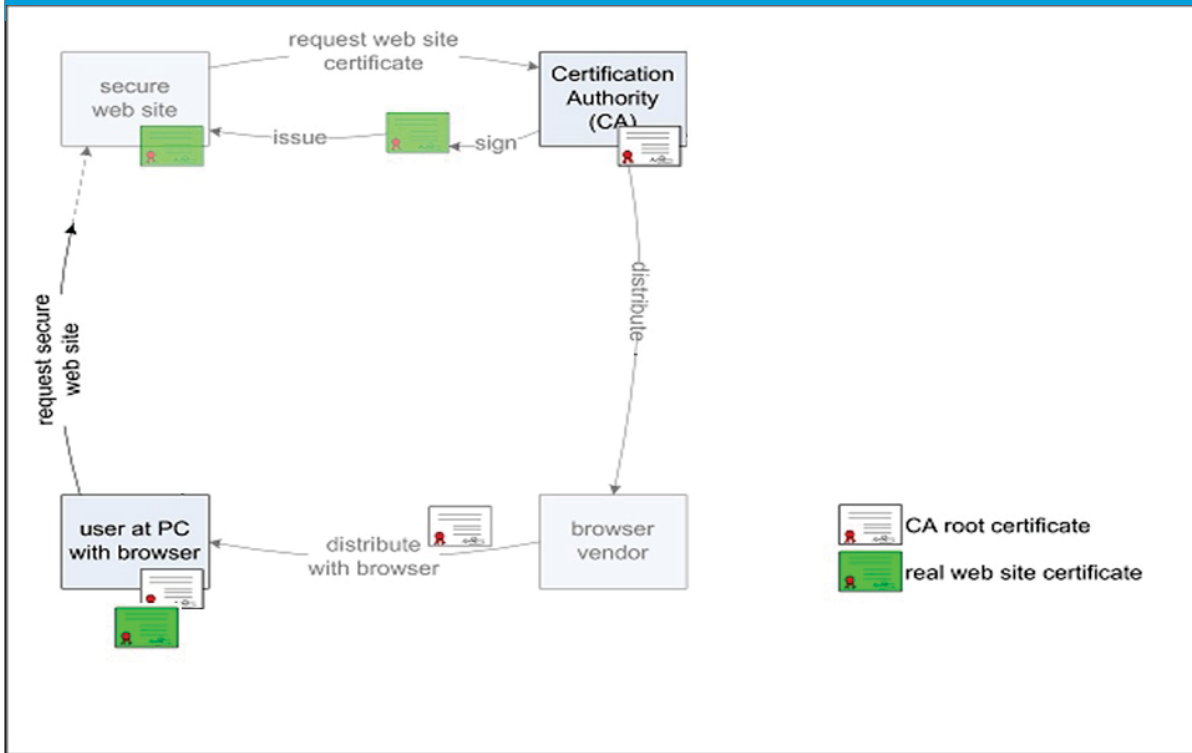 request web site
certificate
secure
web site
Certification
Authority
(CA)
issue
sign
distribute
request secure
web site
user at PC
with browser
distribute
with browser
browser
vendor
CA root certificate
real web site certificate